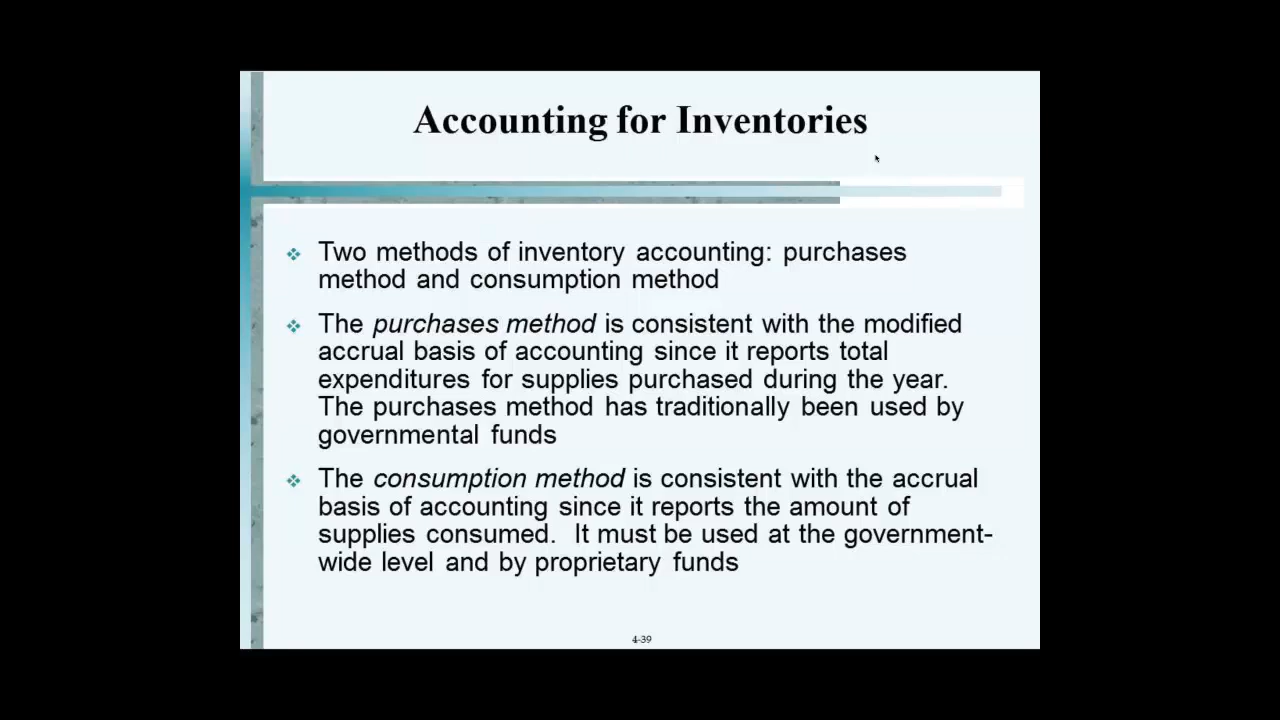 Accounting for Inventories
Two methods of inventory accounting: purchases
method and consumption method
The purchases method is consistent with the modified
accrual basis of accounting since it reports total
expenditures for supplies purchased during the year.
The purchases method has traditionally been used by
governmental funds
The consumption method is consistent with the accrual
basis of accounting since it reports the amount of
supplies consumed.  It must be used at the government-
wide level and by proprietary funds
4-39